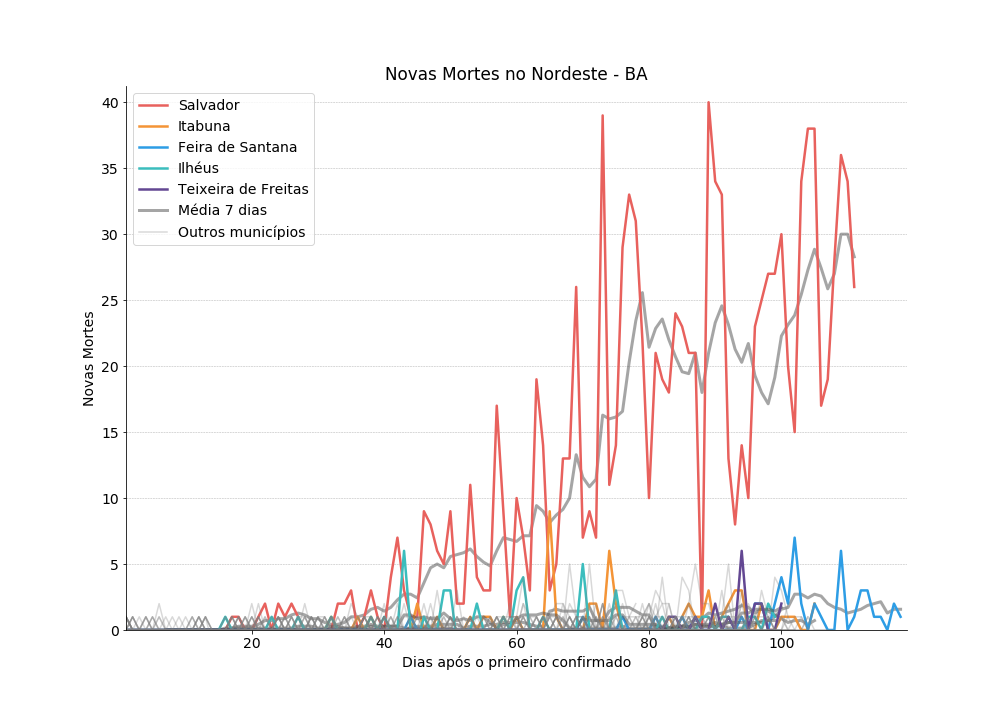 Novas Mortes no Nordeste - BA
Salvador
Itabuna
Feira de Santana
Ilhéus
Teixeira de Freitas
Média 7 dias
Outros municípios
Novas Mortes
40
35
30
25
20
15
10
5
0
20
40
60
80
100
Dias após o primeiro confirmado